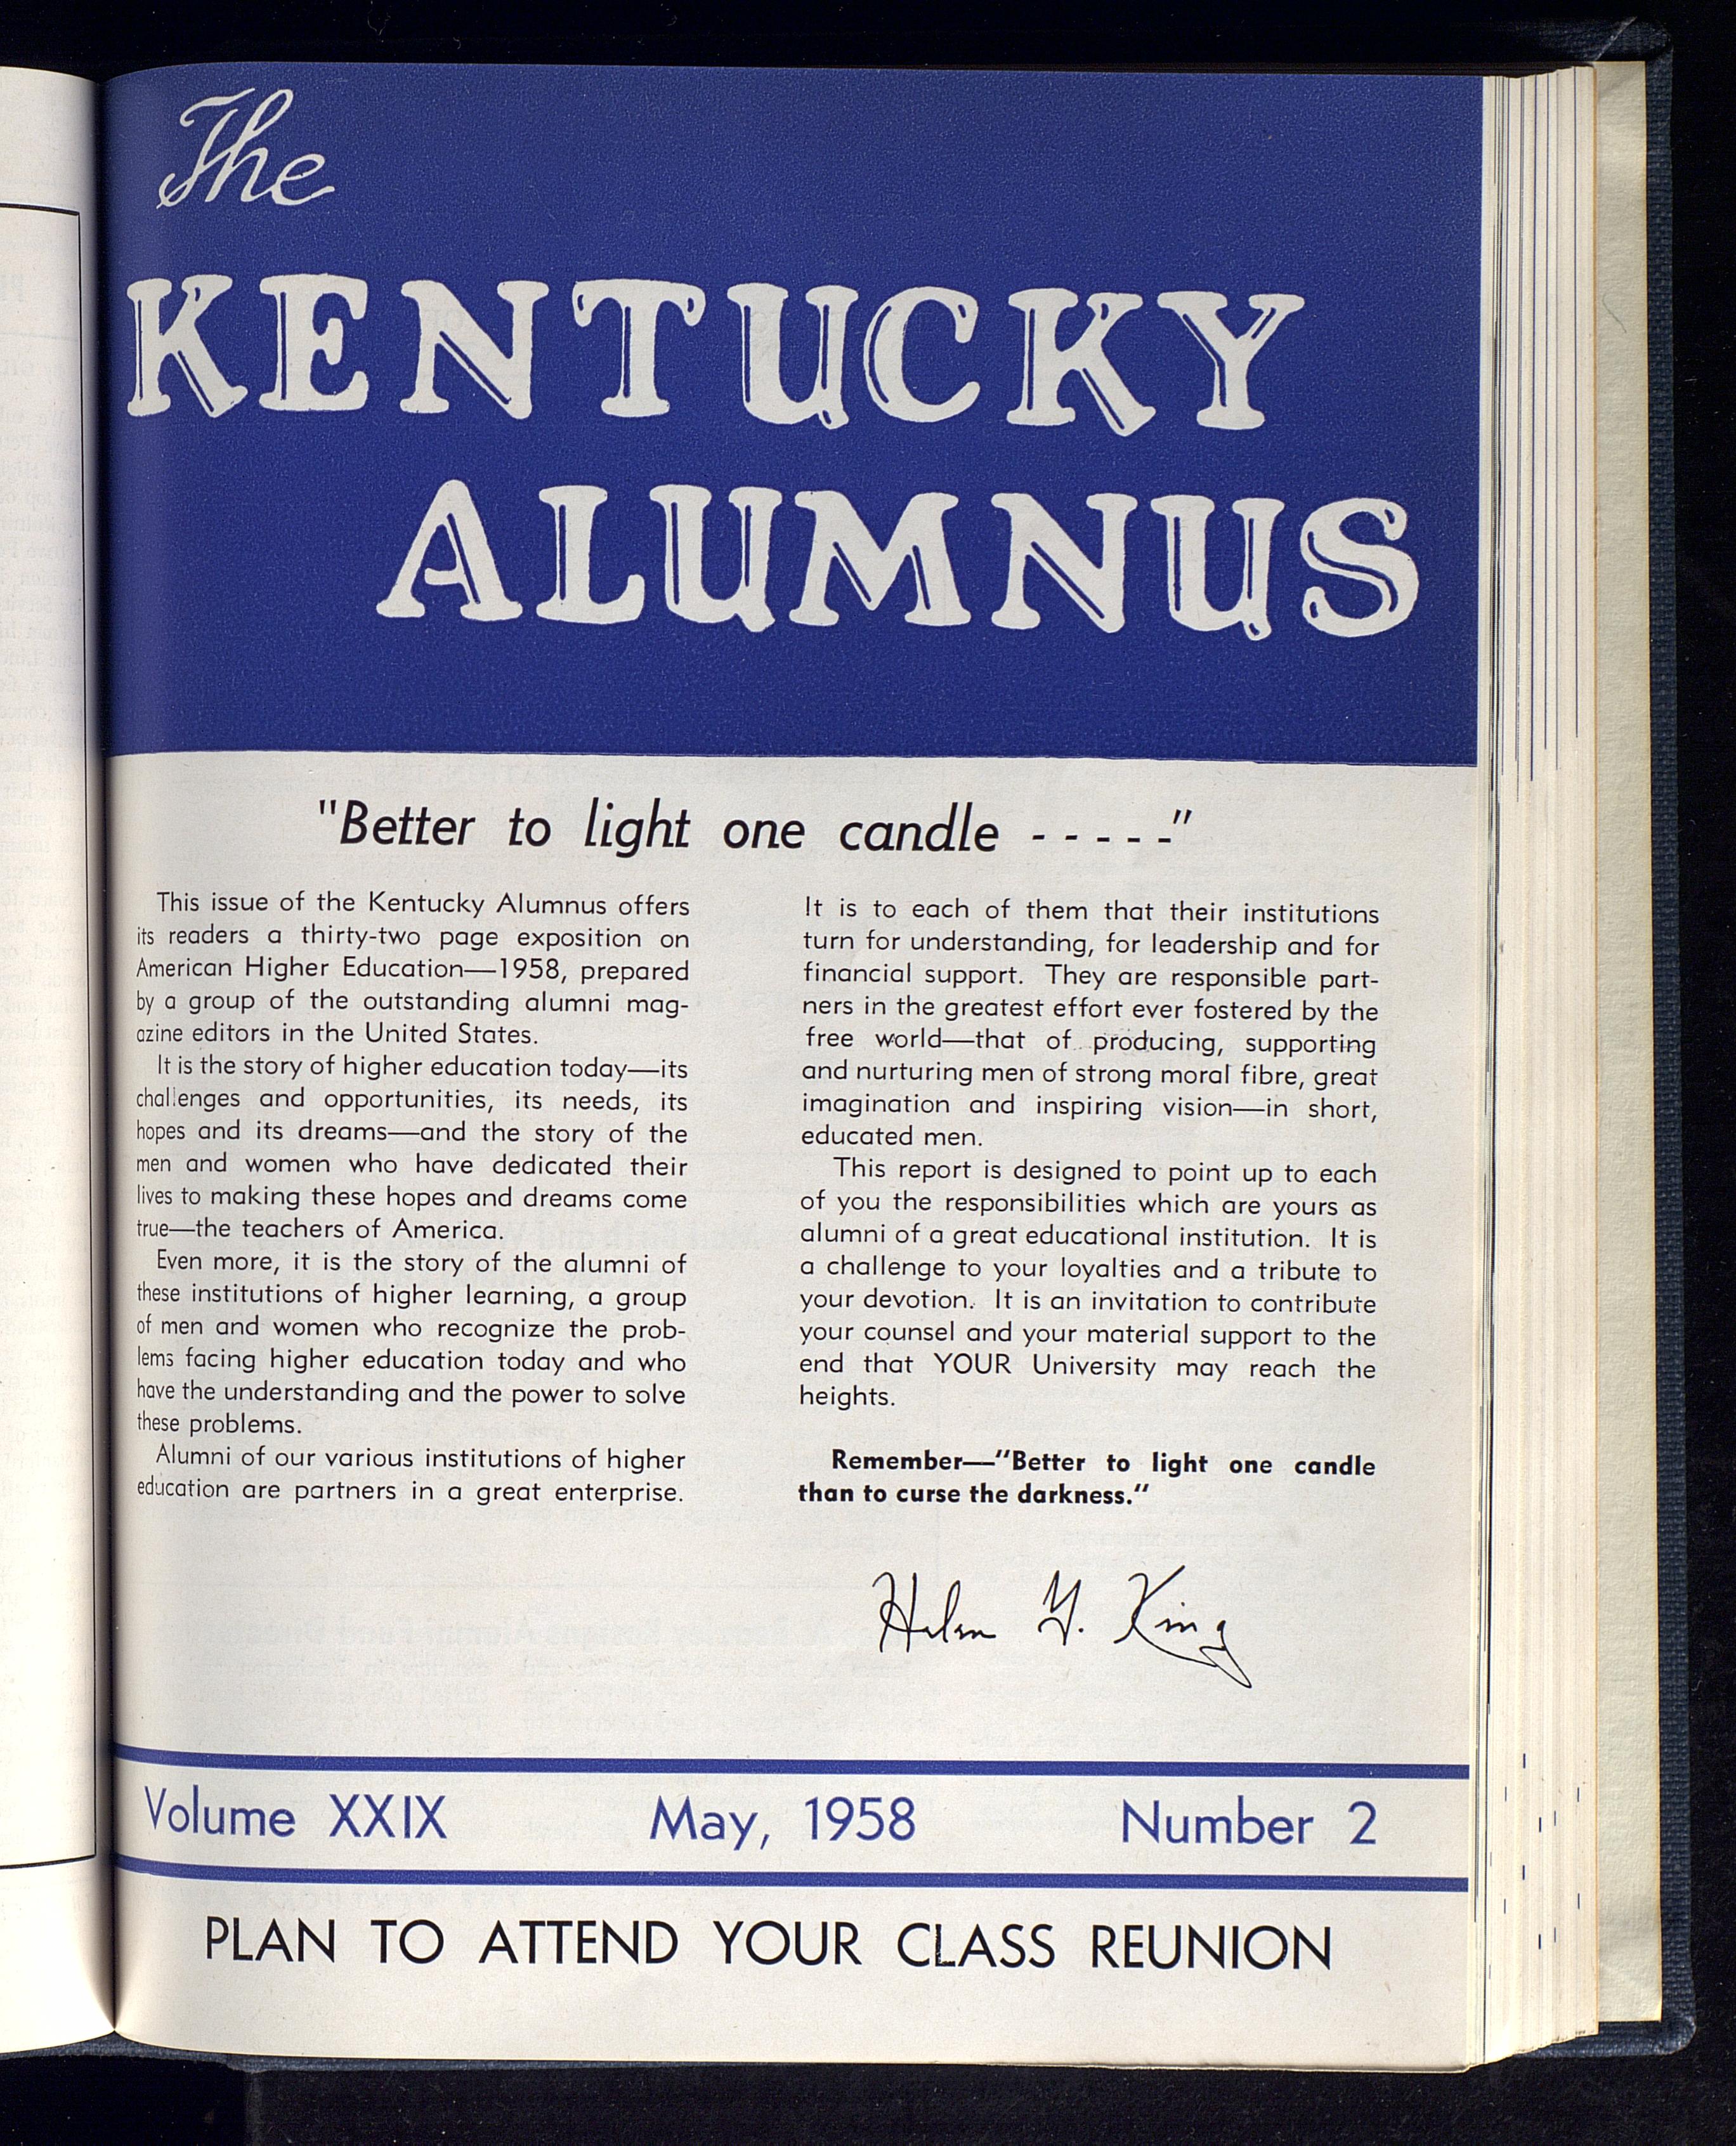 The
KENTUCKY
ALUMNUS
"Better to light one candle - - - - -"
This issue of the Kentucky Alumnus offers
its readers a thirty-two page exposition on
American Higher Education—1958, prepared
by a group of the outstanding alumni mag-
azine editors in the United States.
It is the story of higher education today—its
challenges and opportunities, its needs, its
hopes and its dreams—and the story of the
men and women who have dedicated their
lives to making these hopes and dreams come
true—the teachers of America.
Even more, it is the story of the alumni of
these institutions of higher learning, a group
of men and women who recognize the prob-
lems facing higher education today and who
have the understanding and the power to solve
these problems.
Alumni of our various institutions of higher
education are partners in a great enterprise.
It is to each of them that their institutions
turn for understanding, for leadership and for
financial support. They are responsible part-
ners in the greatest effort ever fostered by the
free world—that of producing, supporting
and nurturing men of strong moral fibre, great
imagination and inspiring vision—in short,
educated men.
This report is designed to point up to each
of you the responsibilities which are yours as
alumni of a great educational institution. It is
a challenge to your loyalties and a tribute to
your devotion. It is an invitation to contribute
your counsel and your material support to the
end that YOUR University may reach the
heights.
Remember—"Better to light one candle
than to curse the darkness."
Helen G. King
Volume XXIX May, 1958 Number 2
PLAN TO ATTEND YOUR CLASS REUNION